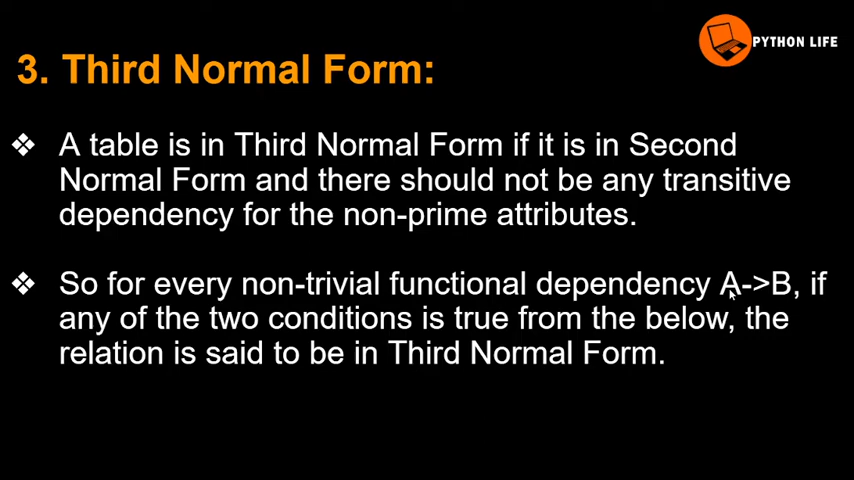 PYTHON LIFE
3. Third Normal Form:
❖ A table is in Third Normal Form if it is in Second
Normal Form and there should not be any transitive
dependency for the non-prime attributes.
❖ So for every non-trivial functional dependency A->B, if
any of the two conditions is true from the below, the
relation is said to be in Third Normal Form.